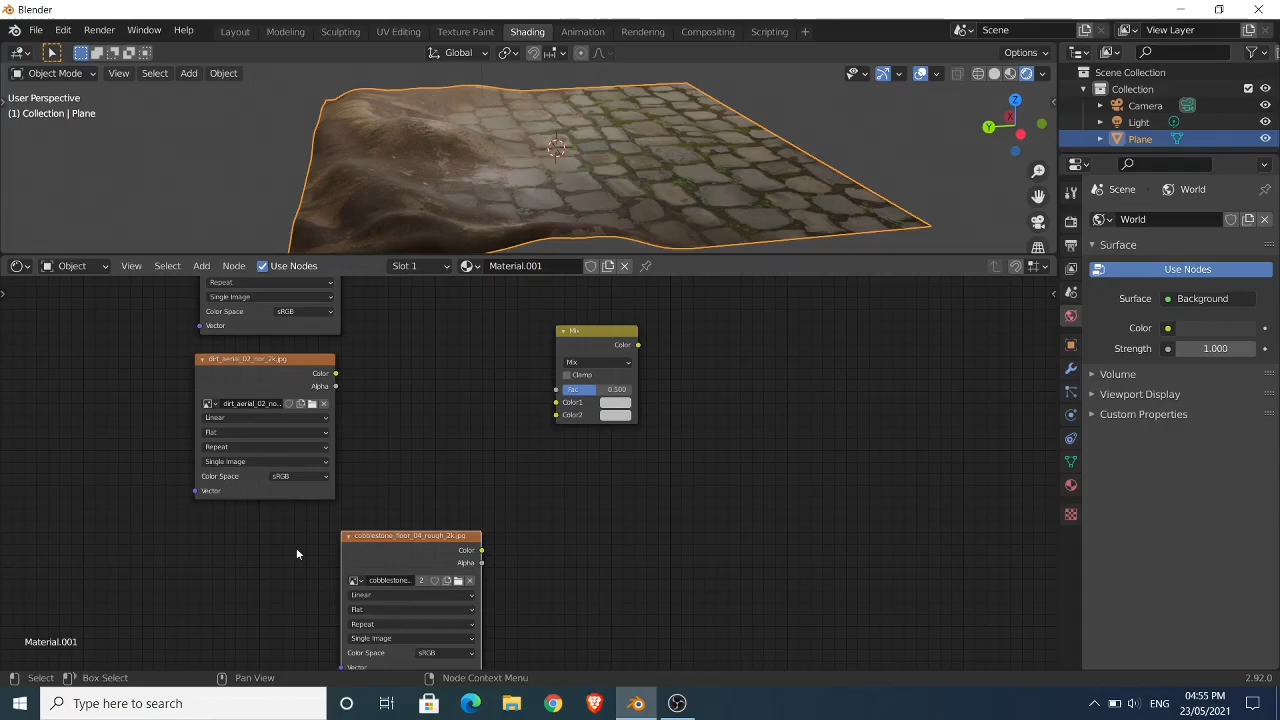 Blender
File Edit Render Window Help
Layout Modeling Sculpting UV Editing Texture Paint Shading Animation Rendering Compositing Scripting +
Scene
View Layer
Global
Options
Object Mode View Select Add Object
User Perspective
(1) Collection | Plane
X
Y
Z
Scene Collection
Collection
Camera
Light
Plane
Scene > World
World
Surface
Use Nodes
Surface Background
Color
Strength 1.000
Volume
Viewport Display
Custom Properties
Object View Select Add Node Use Nodes Slot 1 Material.001
Repeat
Single Image
Color Space sRGB
Vector
dirt_aerial_02_nor_2k.jpg
Color
Alpha
dirt_aerial_02_no...
Linear
Flat
Repeat
Single Image
Color Space sRGB
Vector
Mix
Color
Mix
Clamp
Fac 0.500
Color1
Color2
cobblestone_floor_04_rough_2k.jpg
Color
Alpha
cobblestone... 2
Linear
Flat
Repeat
Single Image
Color Space sRGB
Vector
Material.001
Select Box Select Pan View Node Context Menu 2.92.0
Type here to search
ENG
04:55 PM
23/05/2021